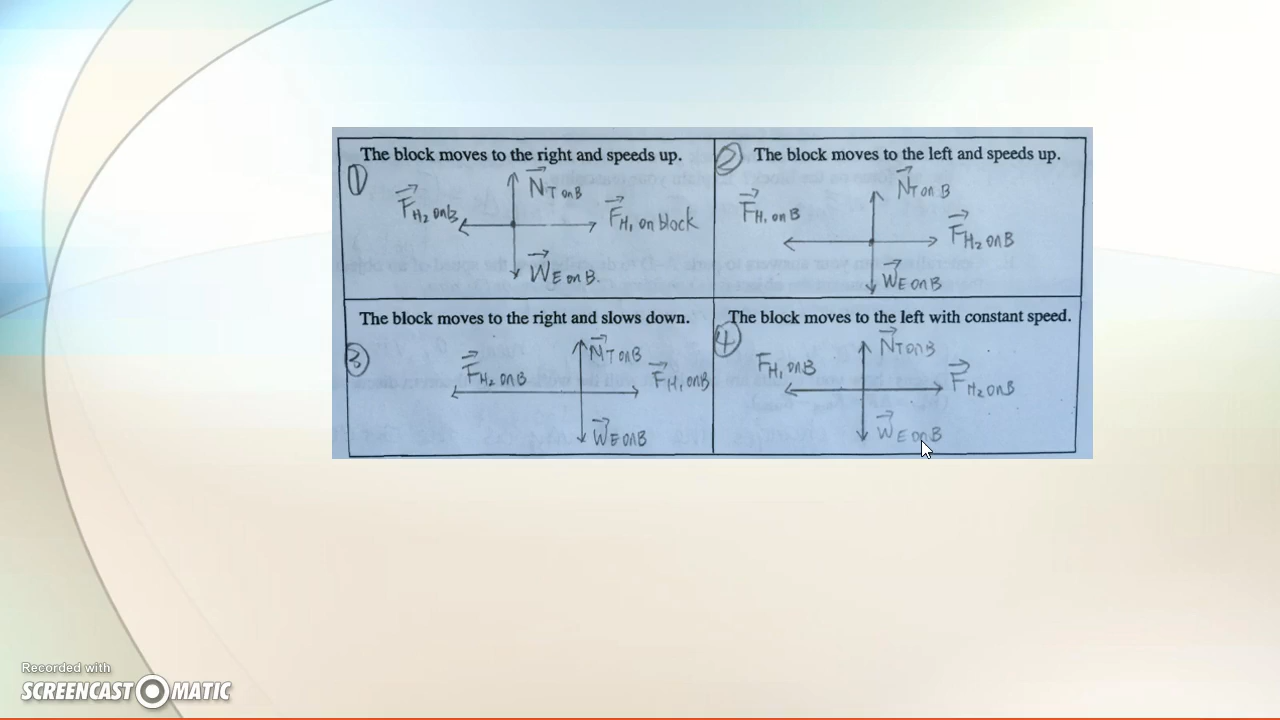 The block moves to the right and speeds up.
①
N T on B
F H₂ on B
F H₁ on block
W E on B.
② The block moves to the left and speeds up.
N T on B
F H₁ on B
F H₂ on B
W E on B
The block moves to the right and slows down.
③
N T on B
F H₂ on B
F H₁ on B
W E on B
The block moves to the left with constant speed.
④
N T on B
F H₁ on B
F H₂ on B
W E on B
Recorded with
SCREENCAST O MATIC